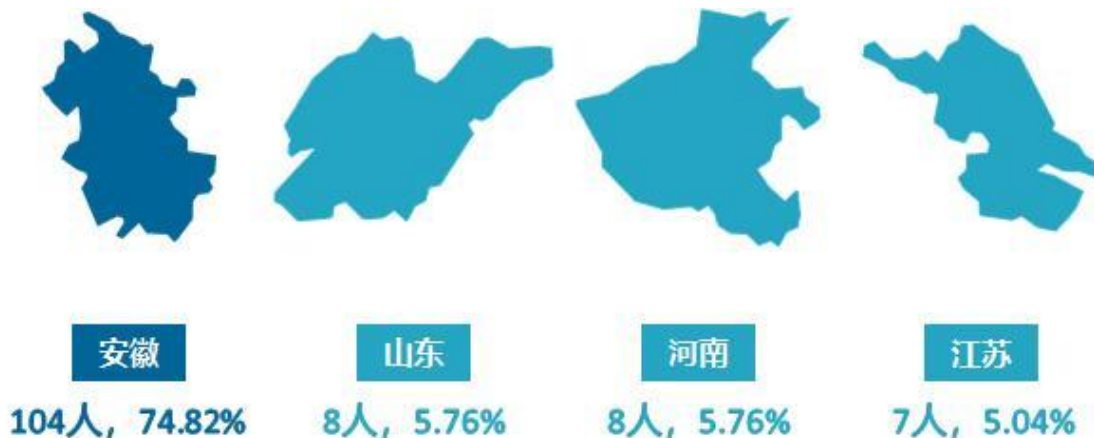 安徽 山东 河南 江苏
104人，74.82% 8人，5.76% 8人，5.76% 7人，5.04%